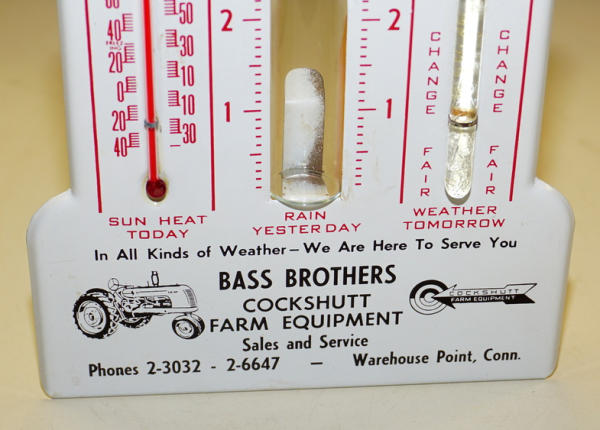 50
40
20
0
20
40
50
30
10
10
30
2
2
1
1
CHANGE
CHANGE
FAIR
FAIR
SUN HEAT
TODAY
RAIN
YESTERDAY
WEATHER
TOMORROW
In All Kinds of Weather—We Are Here To Serve You
BASS BROTHERS
COCKSHUTT
FARM EQUIPMENT
COCKSHUTT
FARM EQUIPMENT
Sales and Service
Phones 2-3032 - 2-6647 — Warehouse Point, Conn.